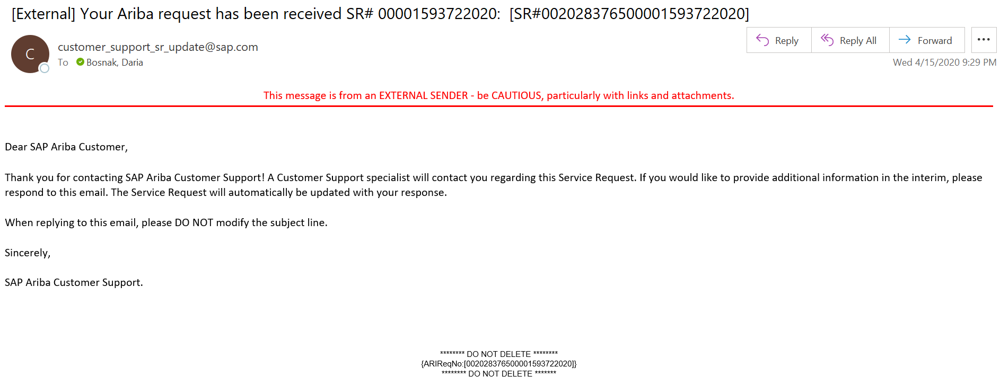 [External] Your Ariba request has been received SR# 00001593722020:  [SR#002028376500001593722020]
C
customer_support_sr_update@sap.com
To Bosnak, Daria
Reply
Reply All
Forward
Wed 4/15/2020 9:29 PM
This message is from an EXTERNAL SENDER - be CAUTIOUS, particularly with links and attachments.
Dear SAP Ariba Customer,
Thank you for contacting SAP Ariba Customer Support! A Customer Support specialist will contact you regarding this Service Request. If you would like to provide additional information in the interim, please
respond to this email. The Service Request will automatically be updated with your response.
When replying to this email, please DO NOT modify the subject line.
Sincerely,
SAP Ariba Customer Support.
******** DO NOT DELETE ********
{ARIReqNo:[002028376500001593722020]}
******** DO NOT DELETE *******